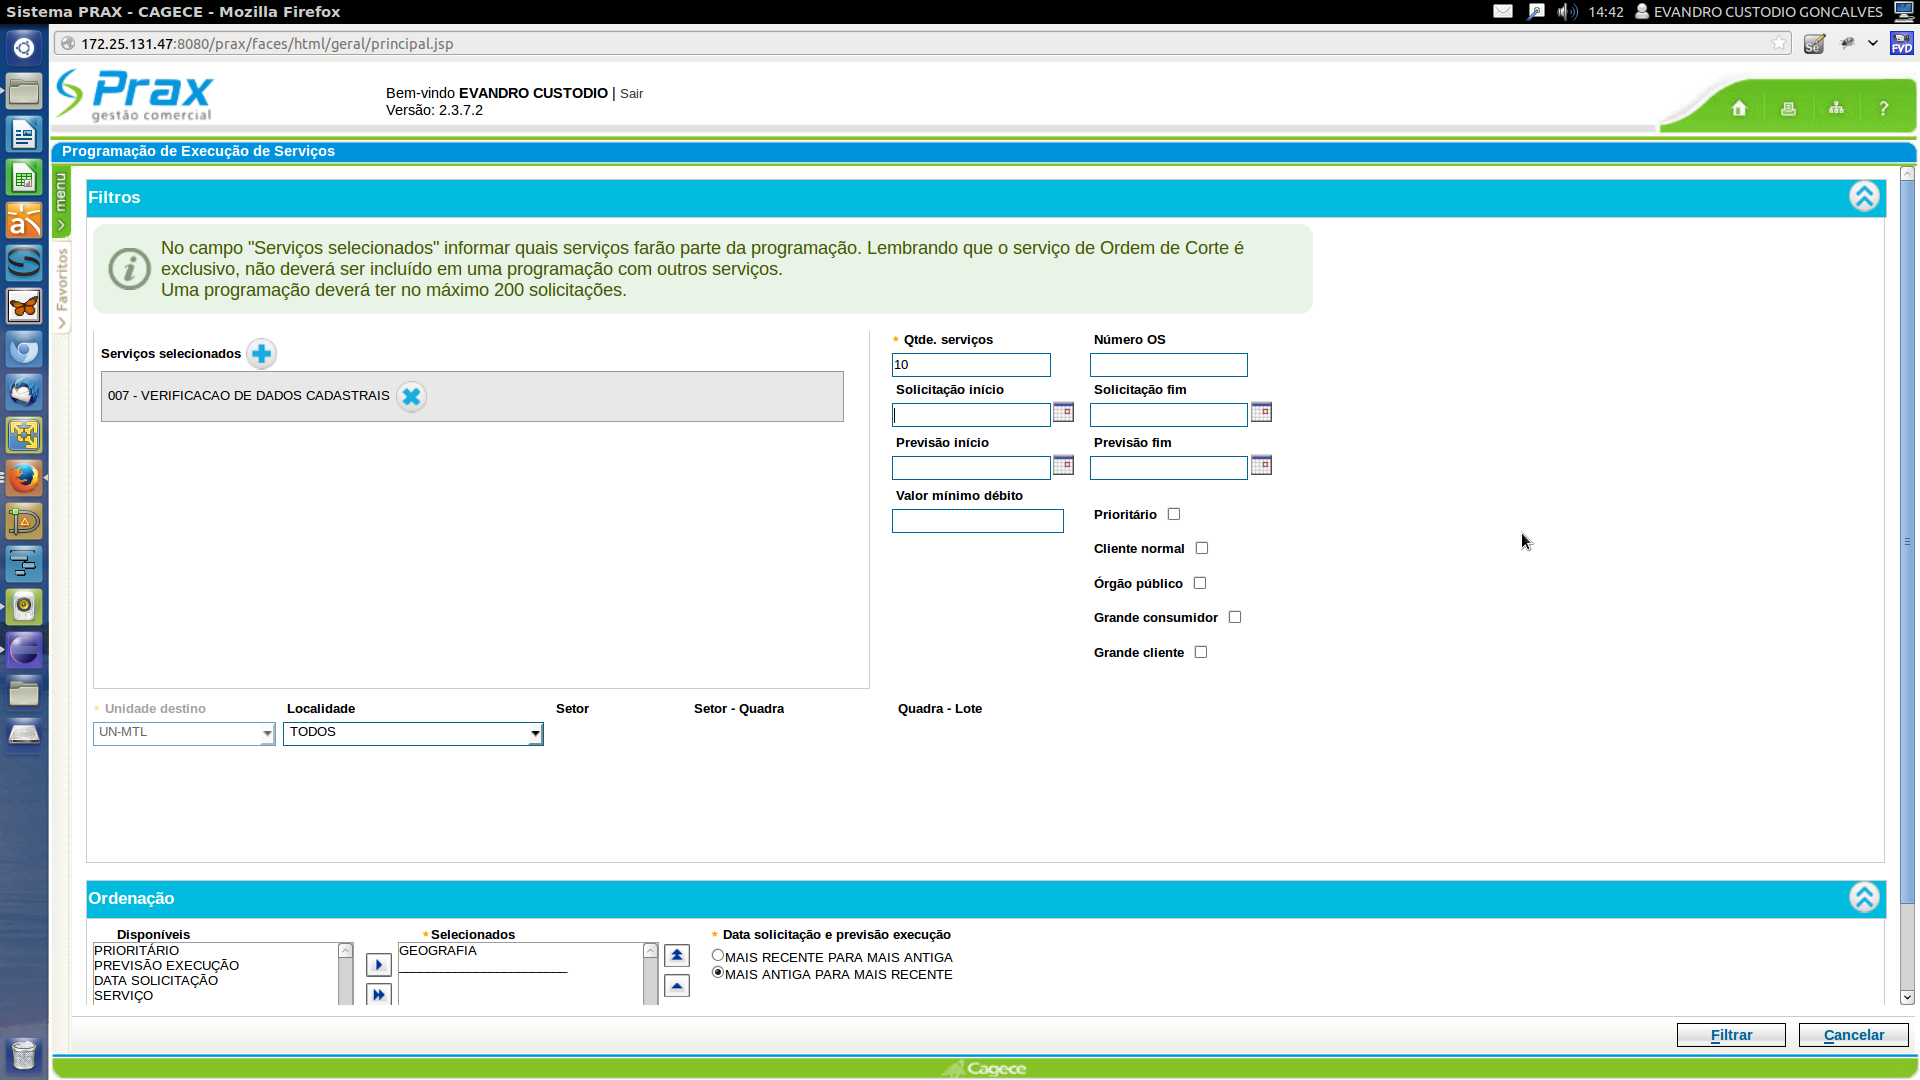 Sistema PRAX - CAGECE - Mozilla Firefox
14:42 EVANDRO CUSTODIO GONCALVES
172.25.131.47:8080/prax/faces/html/geral/principal.jsp
Se
FVD
Prax
gestão comercial
Bem-vindo EVANDRO CUSTODIO | Sair
Versão: 2.3.7.2
?
Programação de Execução de Serviços
menu
Favoritos
Filtros
No campo "Serviços selecionados" informar quais serviços farão parte da programação. Lembrando que o serviço de Ordem de Corte é
exclusivo, não deverá ser incluído em uma programação com outros serviços.
Uma programação deverá ter no máximo 200 solicitações.
Serviços selecionados
007 - VERIFICACAO DE DADOS CADASTRAIS
* Qtde. serviços
Número OS
10
Solicitação início
Solicitação fim
Previsão início
Previsão fim
Valor mínimo débito
Prioritário
Cliente normal
Órgão público
Grande consumidor
Grande cliente
* Unidade destino
Localidade
Setor
Setor - Quadra
Quadra - Lote
UN-MTL
TODOS
Ordenação
Disponíveis
* Selecionados
* Data solicitação e previsão execução
PRIORITÁRIO
PREVISÃO EXECUÇÃO
DATA SOLICITAÇÃO
SERVIÇO
GEOGRAFIA
MAIS RECENTE PARA MAIS ANTIGA
MAIS ANTIGA PARA MAIS RECENTE
Filtrar
Cancelar
Cagece